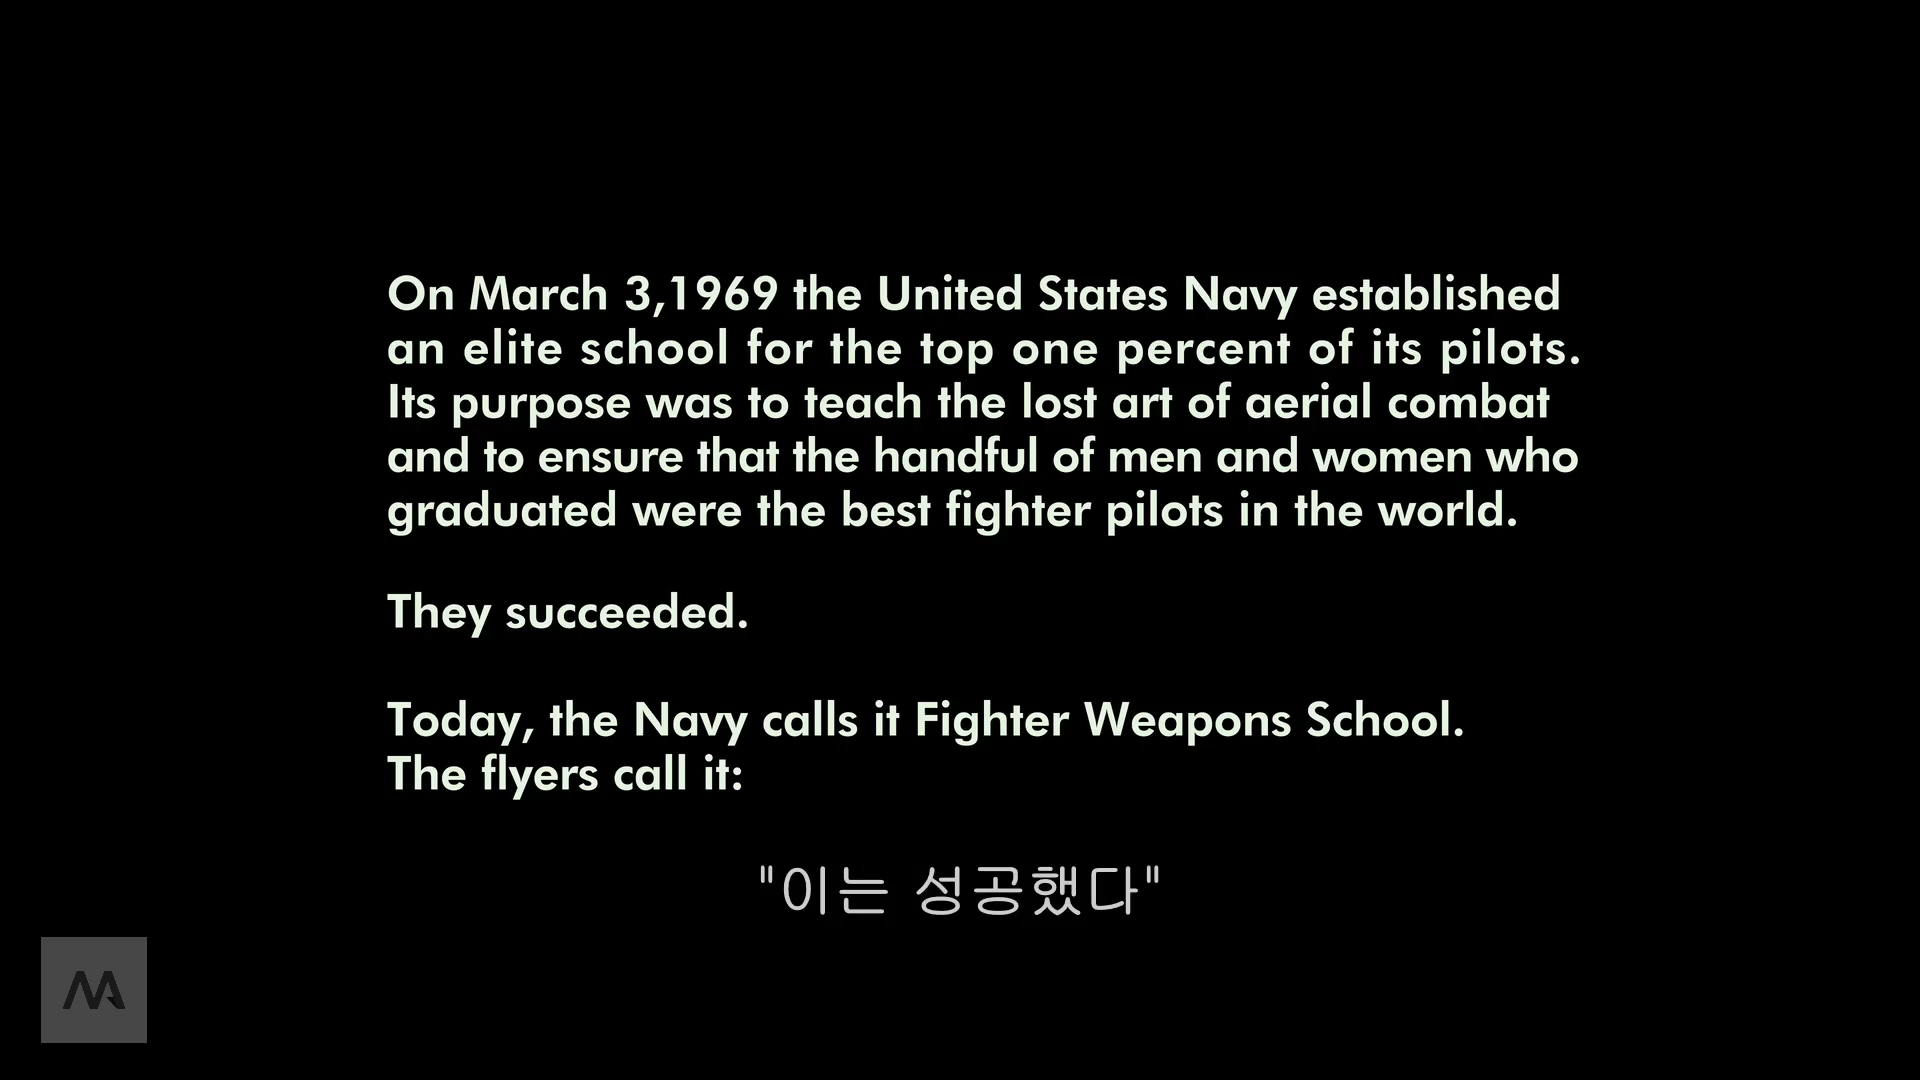 On March 3,1969 the United States Navy established
an elite school for the top one percent of its pilots.
Its purpose was to teach the lost art of aerial combat
and to ensure that the handful of men and women who
graduated were the best fighter pilots in the world.
They succeeded.
Today, the Navy calls it Fighter Weapons School.
The flyers call it:
"이는 성공했다"
M